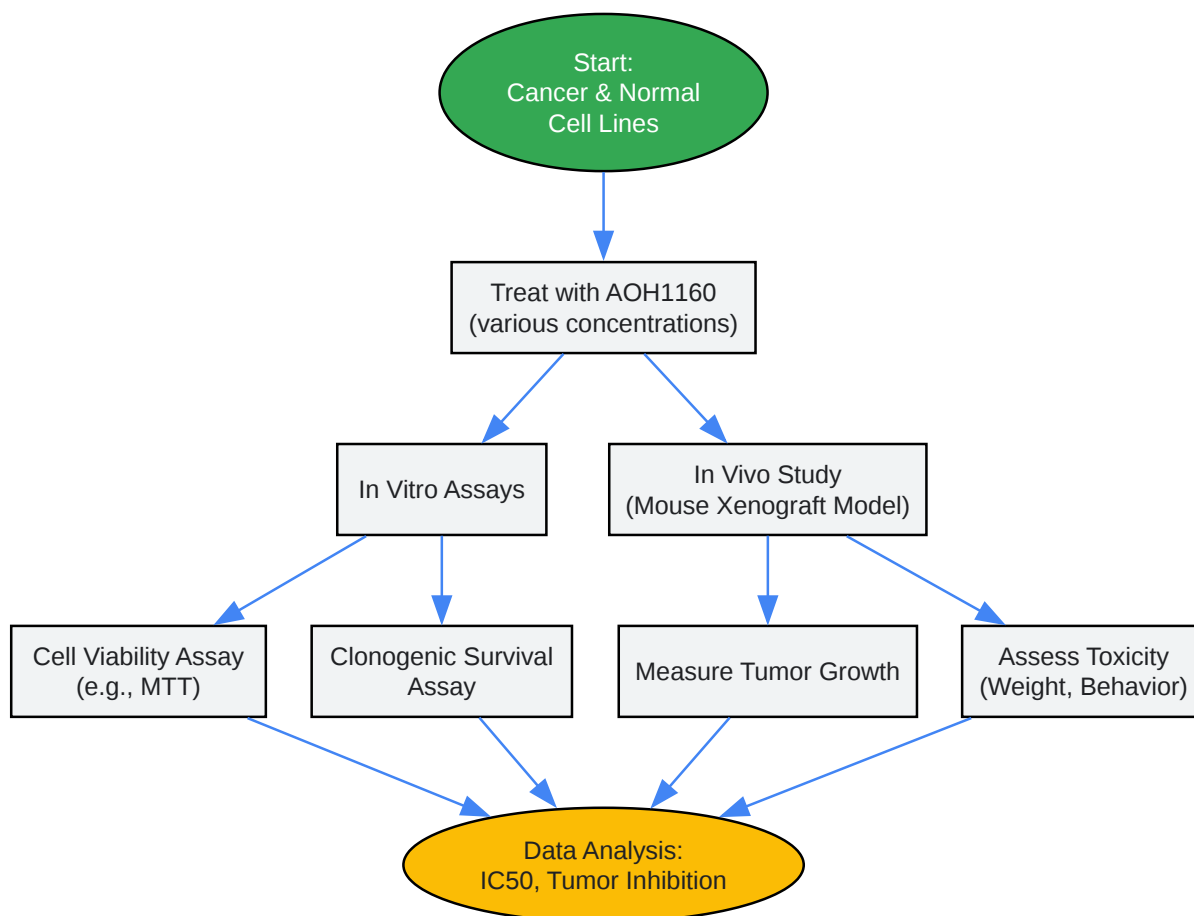 Start:
Cancer & Normal
Cell Lines
Treat with AOH1160
(various concentrations)
In Vitro Assays
In Vivo Study
(Mouse Xenograft Model)
Cell Viability Assay
(e.g., MTT)
Clonogenic Survival
Assay
Measure Tumor Growth
Assess Toxicity
(Weight, Behavior)
Data Analysis:
IC50, Tumor Inhibition